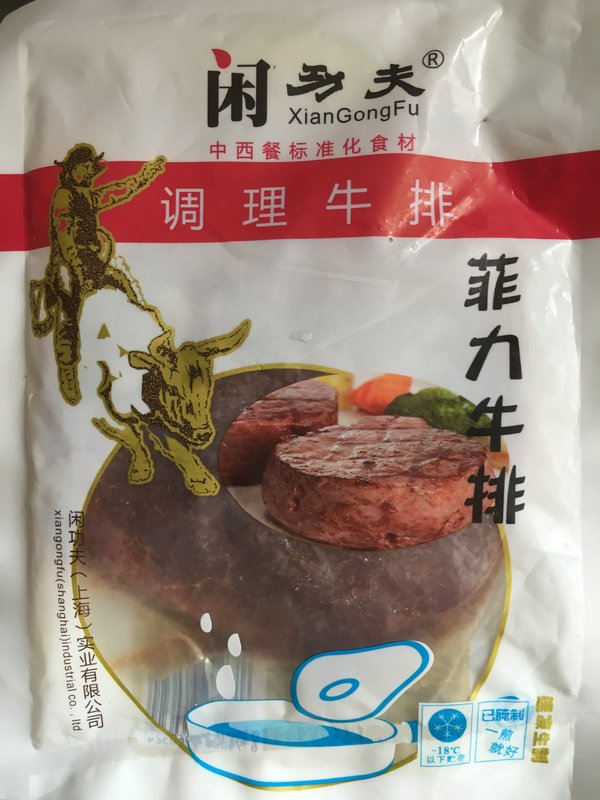 闲功夫®
XianGongFu
中西餐标准化食材
调理牛排
菲力牛排
闲功夫（上海）实业有限公司
xiangongfu(shanghai)industrial co.,ltd
-18℃
以下贮存
已腌制
一煎
就好